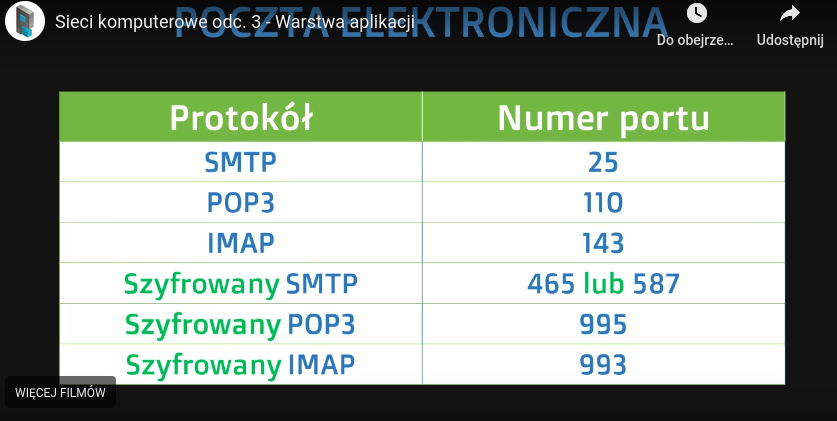 POCZTA ELEKTRONICZNA
Sieci komputerowe odc. 3 - Warstwa aplikacji
Do obejrze...
Udostępnij
Protokół Numer portu
SMTP 25
POP3 110
IMAP 143
Szyfrowany SMTP 465 lub 587
Szyfrowany POP3 995
Szyfrowany IMAP 993
WIĘCEJ FILMÓW